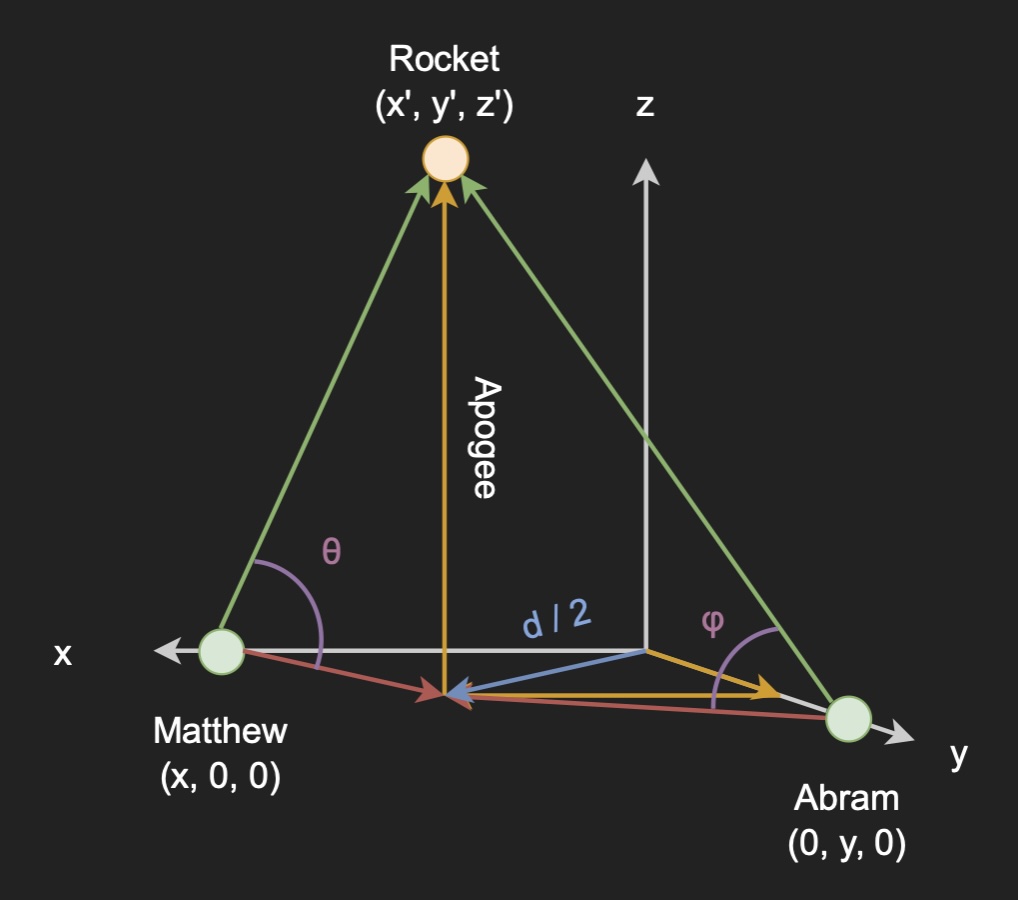 Rocket
(x', y', z')
z
Apogee
θ
d / 2
φ
x
Matthew
(x, 0, 0)
y
Abram
(0, y, 0)